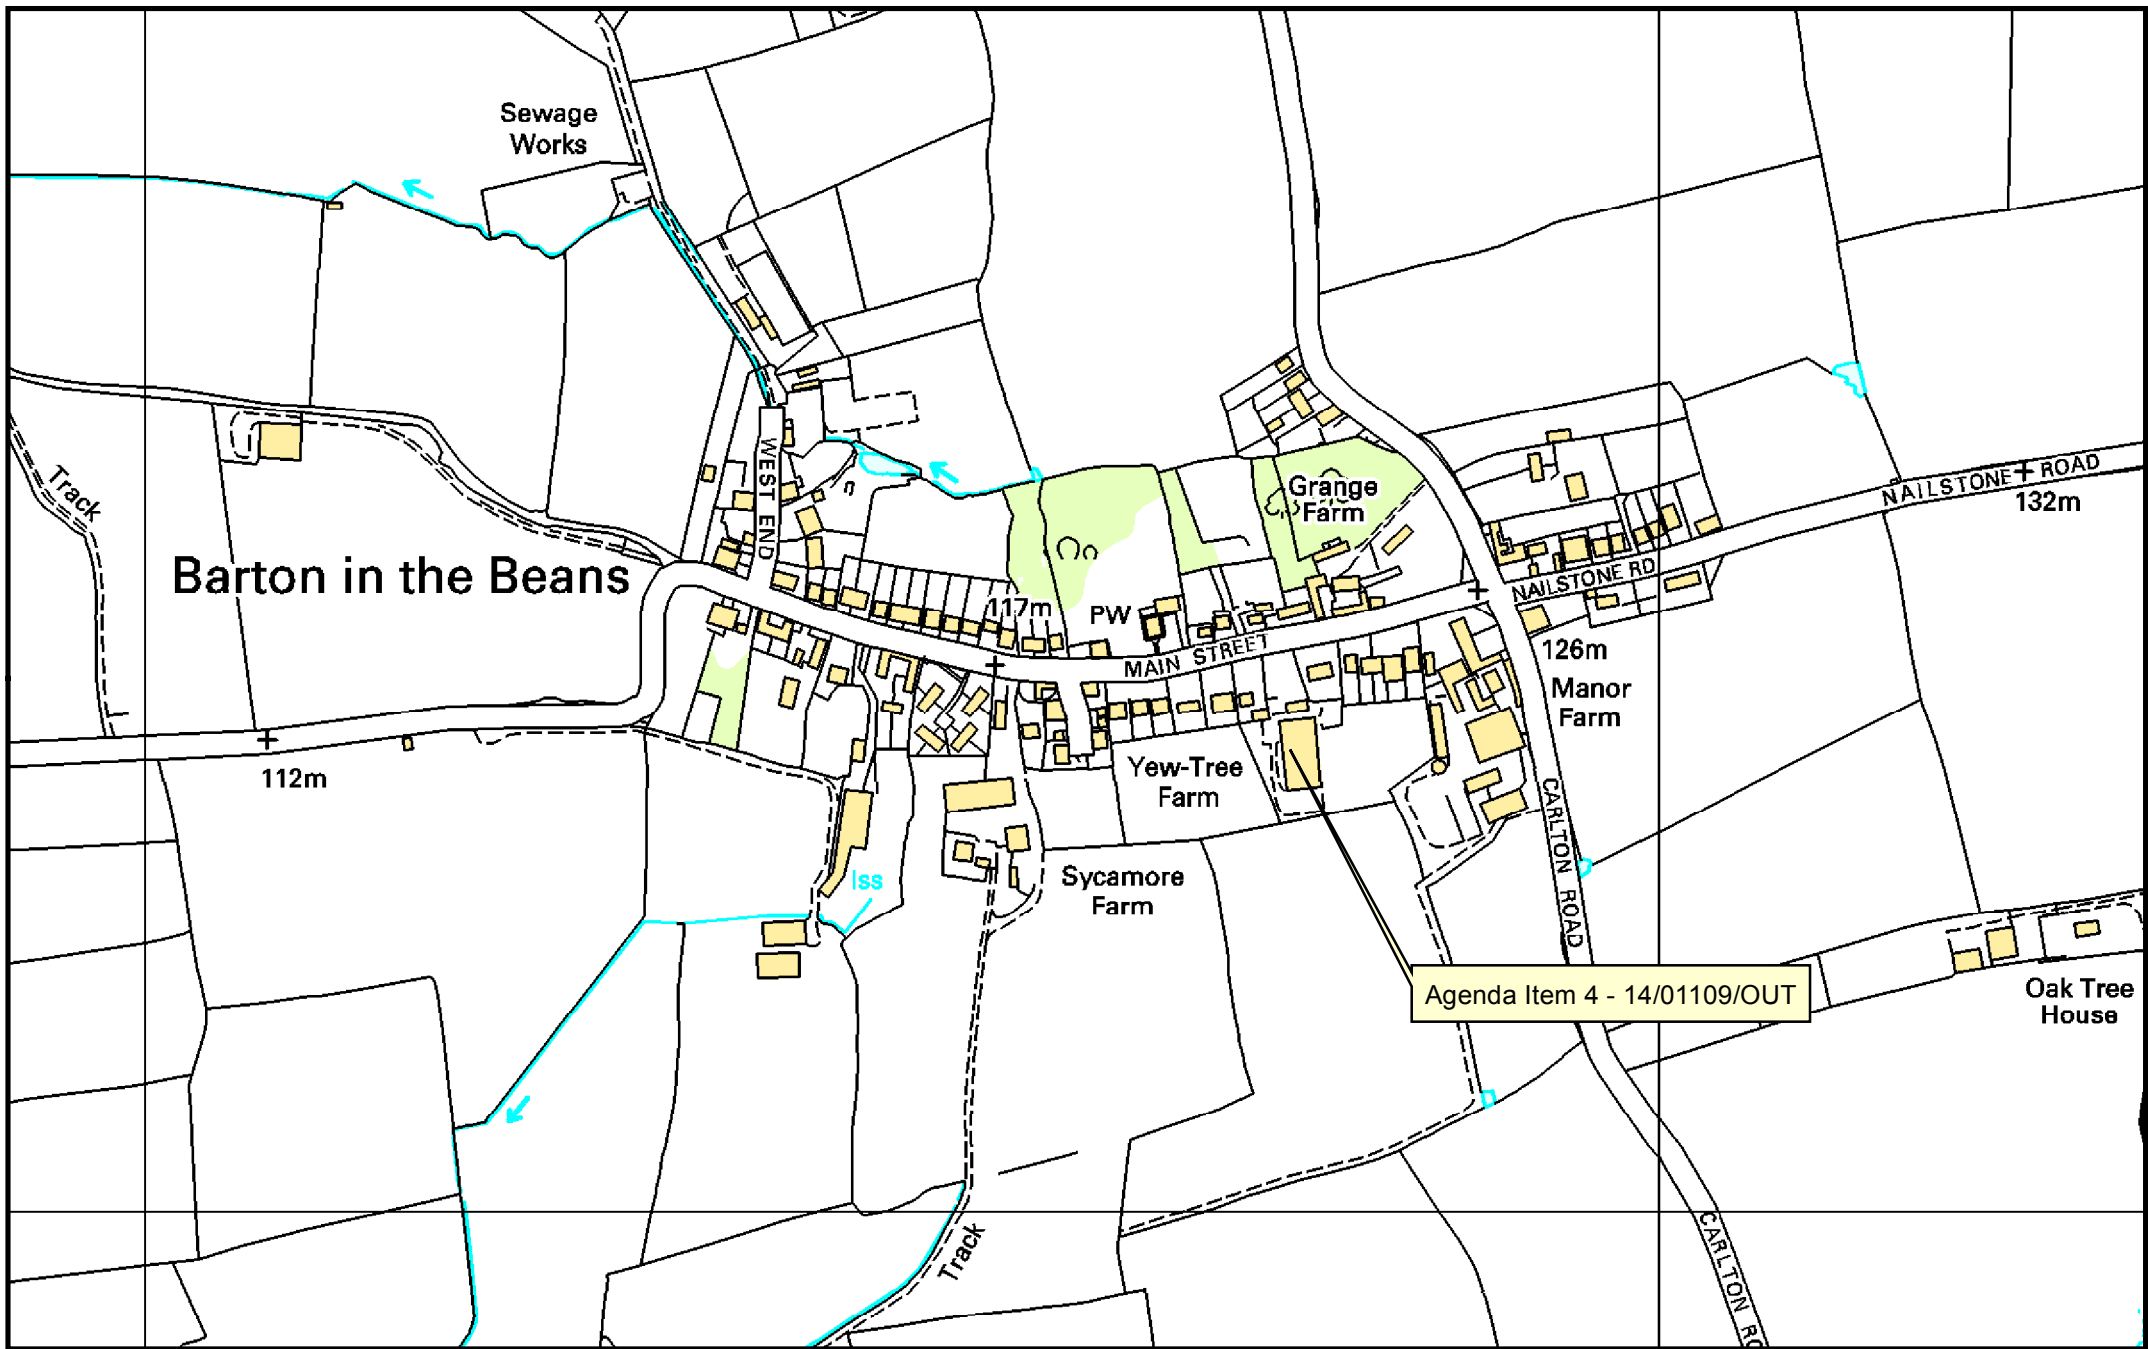 Sewage
Works
Track
WEST END
Grange
Farm
NAILSTONE ROAD
132m
Barton in the Beans
117m
PW
NAILSTONE RD
MAIN STREET
126m
Manor
Farm
112m
Yew-Tree
Farm
CARLTON ROAD
Iss
Sycamore
Farm
Agenda Item 4 - 14/01109/OUT
Oak Tree
House
Track
CARLTON RO